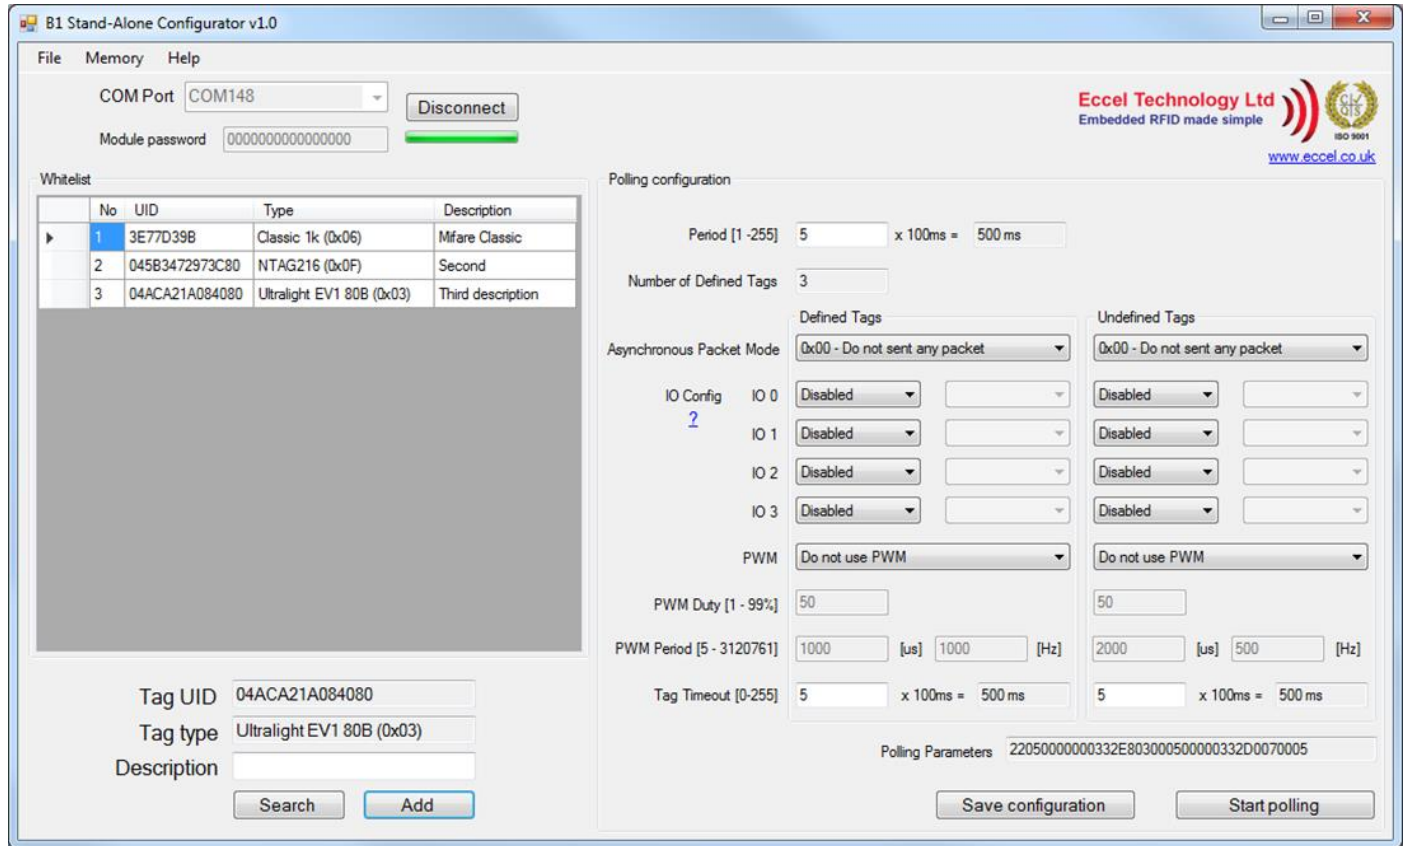 B1 Stand-Alone Configurator v1.0
File Memory Help
COM Port COM148 Disconnect
Module password 0000000000000000
Eccel Technology Ltd
Embedded RFID made simple
ISO 9001
www.eccel.co.uk
Whitelist
No UID Type Description
1 3E77D39B Classic 1k (0x06) Mifare Classic
2 045B3472973C80 NTAG216 (0x0F) Second
3 04ACA21A084080 Ultralight EV1 80B (0x03) Third description
Tag UID 04ACA21A084080
Tag type Ultralight EV1 80B (0x03)
Description
Search Add
Polling configuration
Period [1 -255] 5 x 100ms = 500 ms
Number of Defined Tags 3
Defined Tags Undefined Tags
Asynchronous Packet Mode 0x00 - Do not sent any packet 0x00 - Do not sent any packet
IO Config IO 0 Disabled Disabled
?
IO 1 Disabled Disabled
IO 2 Disabled Disabled
IO 3 Disabled Disabled
PWM Do not use PWM Do not use PWM
PWM Duty [1 - 99%] 50 50
PWM Period [5 - 3120761] 1000 [us] 1000 [Hz] 2000 [us] 500 [Hz]
Tag Timeout [0-255] 5 x 100ms = 500 ms 5 x 100ms = 500 ms
Polling Parameters 22050000000332E803000500000332D0070005
Save configuration Start polling